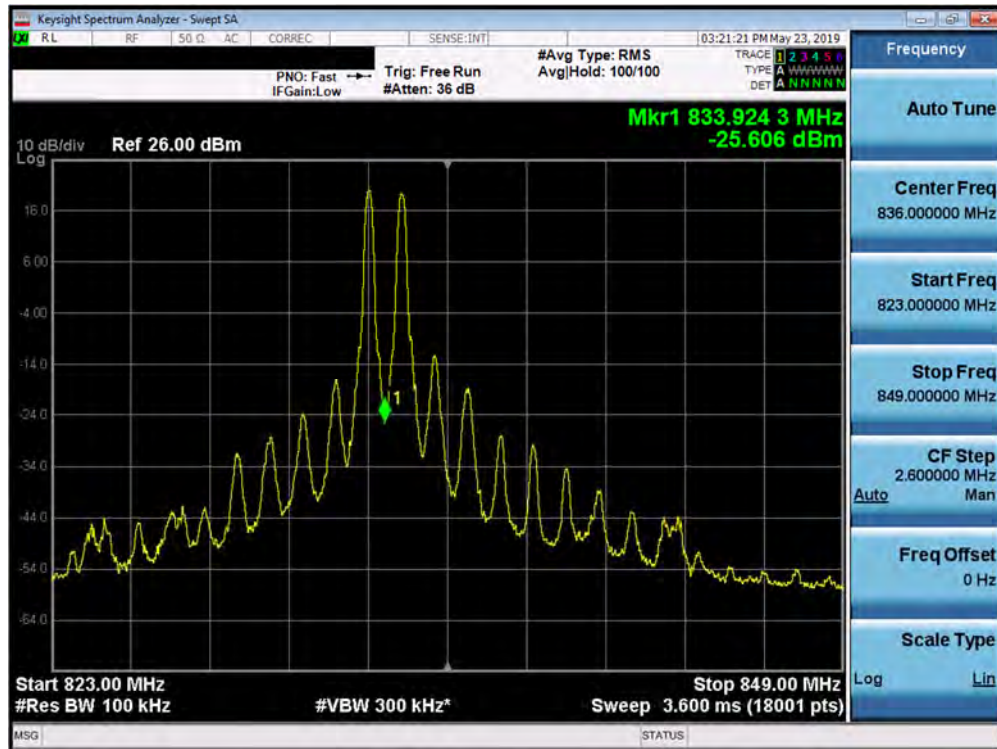 Keysight Spectrum Analyzer - Swept SA
LXI RL RF 50 Ω AC CORREC SENSE:INT 03:21:21 PM May 23, 2019
PNO: Fast
IFGain:Low
Trig: Free Run
#Atten: 36 dB
#Avg Type: RMS
Avg|Hold: 100/100
TRACE 1 2 3 4 5 6
TYPE A WWWWW
DET A N N N N N
Mkr1 833.924 3 MHz
-25.606 dBm
10 dB/div Ref 26.00 dBm
Log
16.0
6.00
-4.00
-14.0
-24.0
-34.0
-44.0
-54.0
-64.0
1
Start 823.00 MHz Stop 849.00 MHz
#Res BW 100 kHz #VBW 300 kHz* Sweep 3.600 ms (18001 pts)
MSG STATUS
Frequency
Auto Tune
Center Freq
836.000000 MHz
Start Freq
823.000000 MHz
Stop Freq
849.000000 MHz
CF Step
2.600000 MHz
Auto Man
Freq Offset
0 Hz
Scale Type
Log Lin